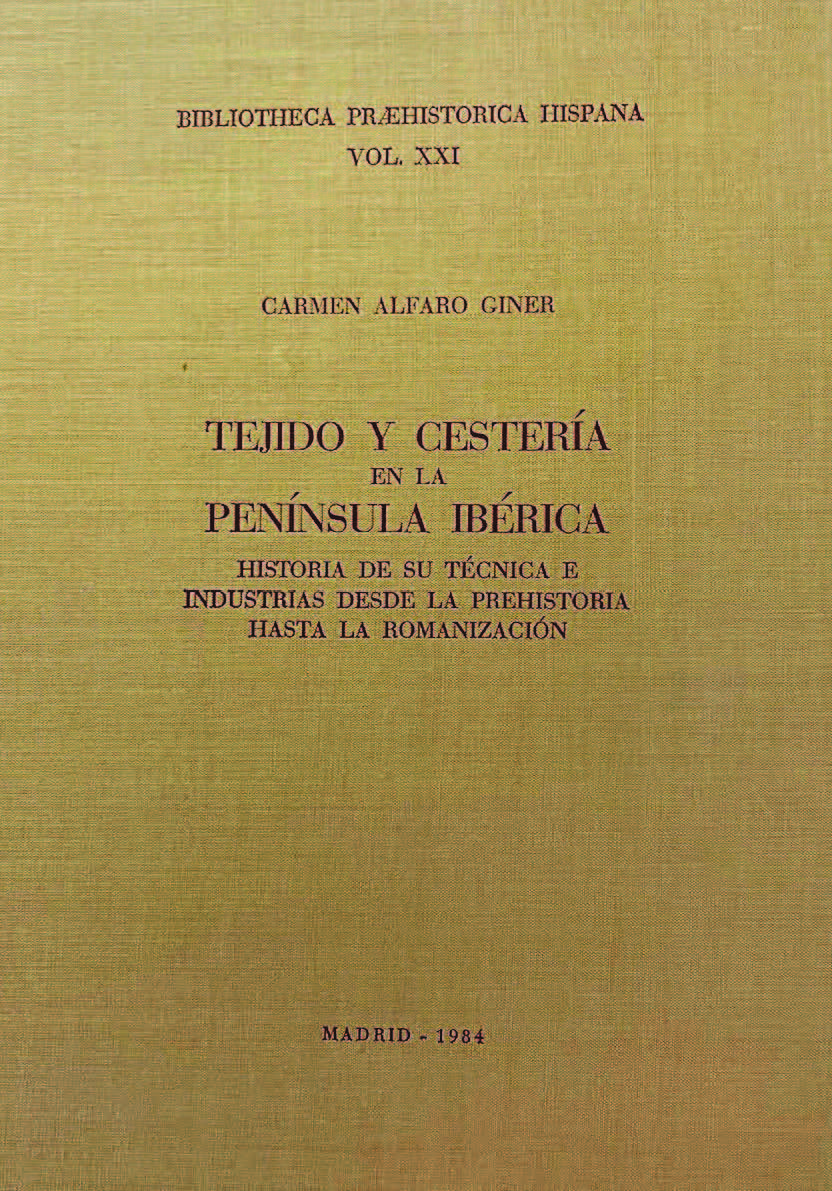 BIBLIOTHECA PRÆHISTORICA HISPANA
VOL. XXI
CARMEN ALFARO GINER
TEJIDO Y CESTERÍA
EN LA
PENÍNSULA IBÉRICA
HISTORIA DE SU TÉCNICA E
INDUSTRIAS DESDE LA PREHISTORIA
HASTA LA ROMANIZACIÓN
MADRID - 1984